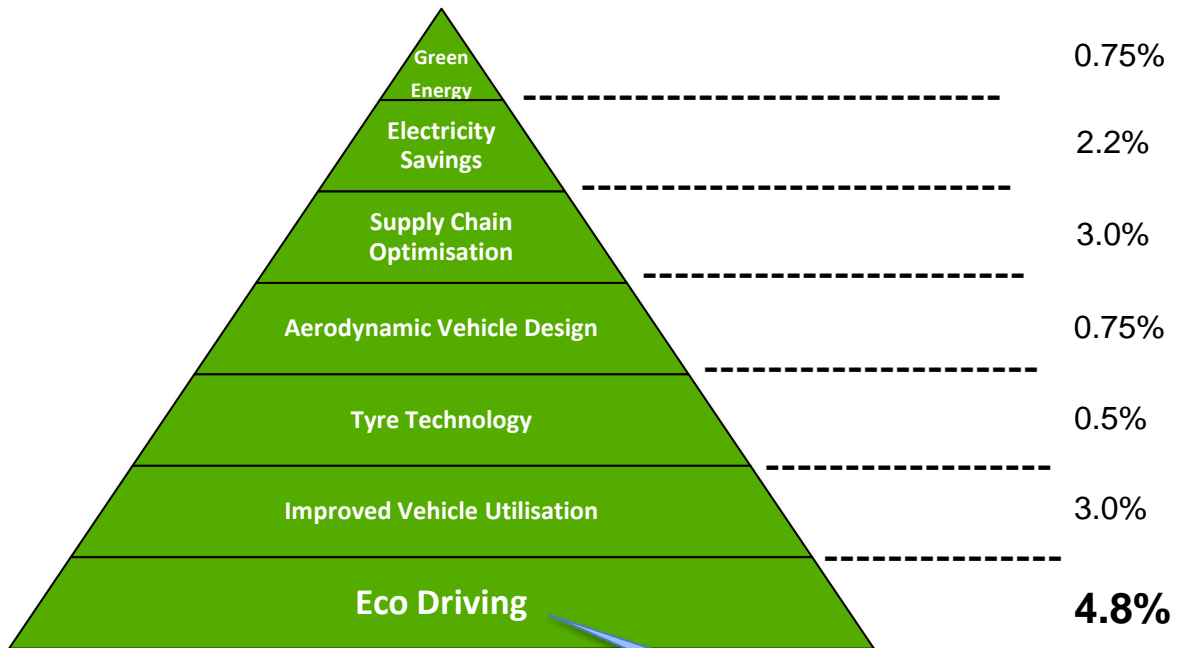 Green
Energy
0.75%
Electricity
Savings
2.2%
Supply Chain
Optimisation
3.0%
Aerodynamic Vehicle Design
0.75%
Tyre Technology
0.5%
Improved Vehicle Utilisation
3.0%
Eco Driving
4.8%